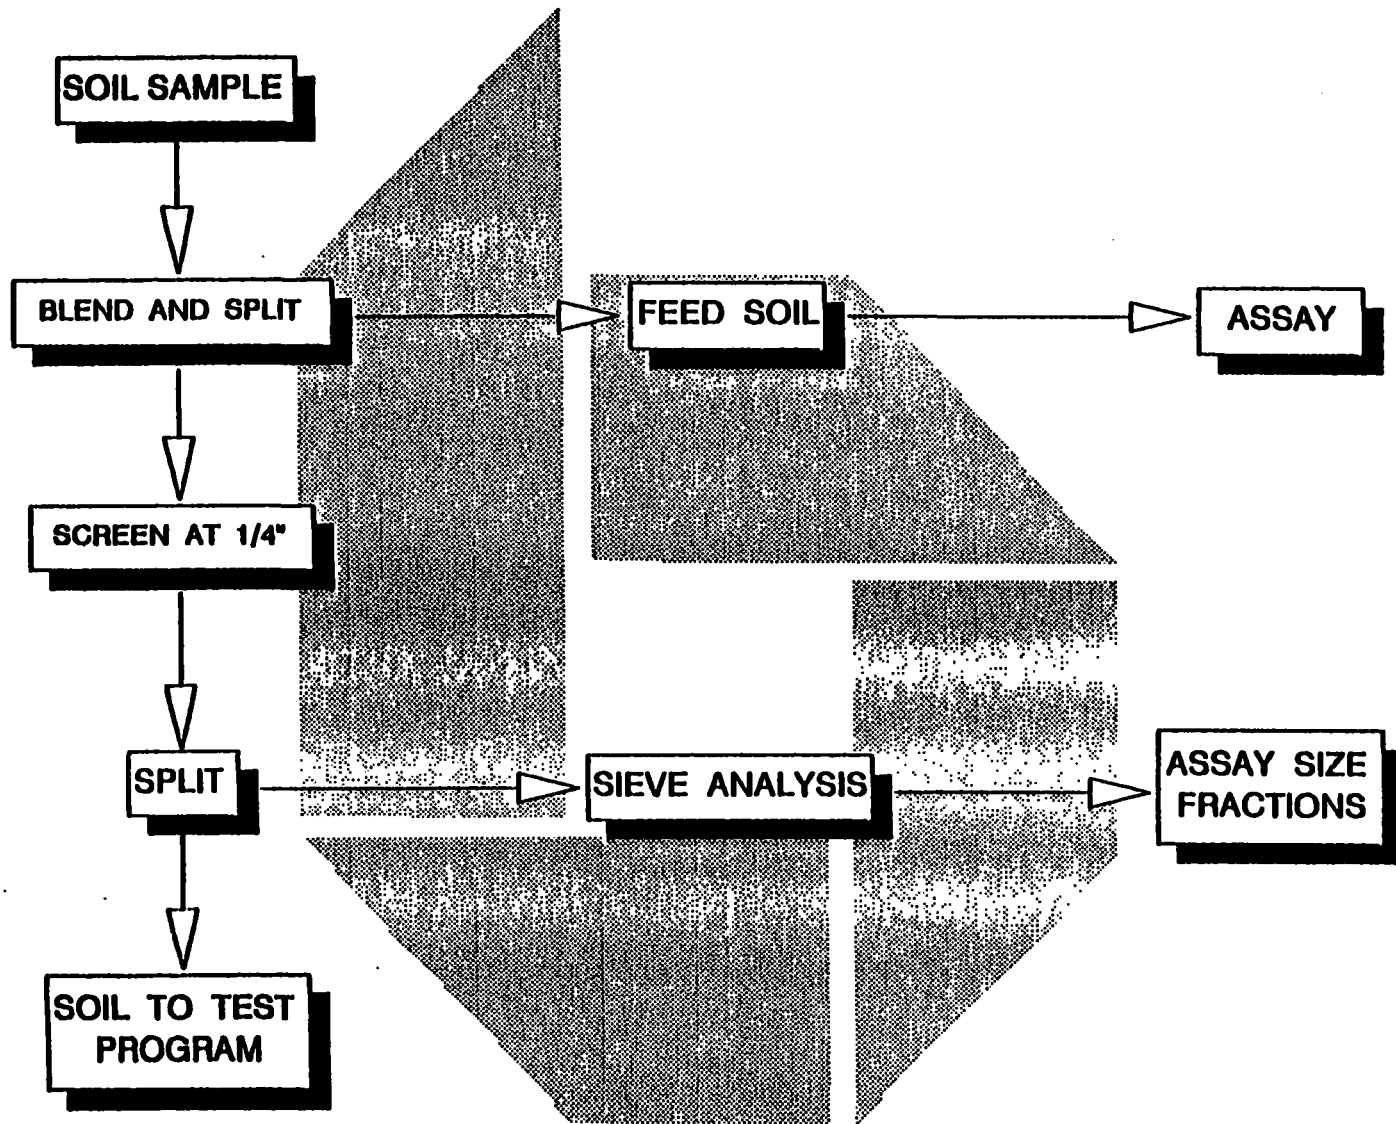 SOIL SAMPLE
BLEND AND SPLIT
FEED SOIL
ASSAY
SCREEN AT 1/4"
SPLIT
SIEVE ANALYSIS
ASSAY SIZE
FRACTIONS
SOIL TO TEST
PROGRAM